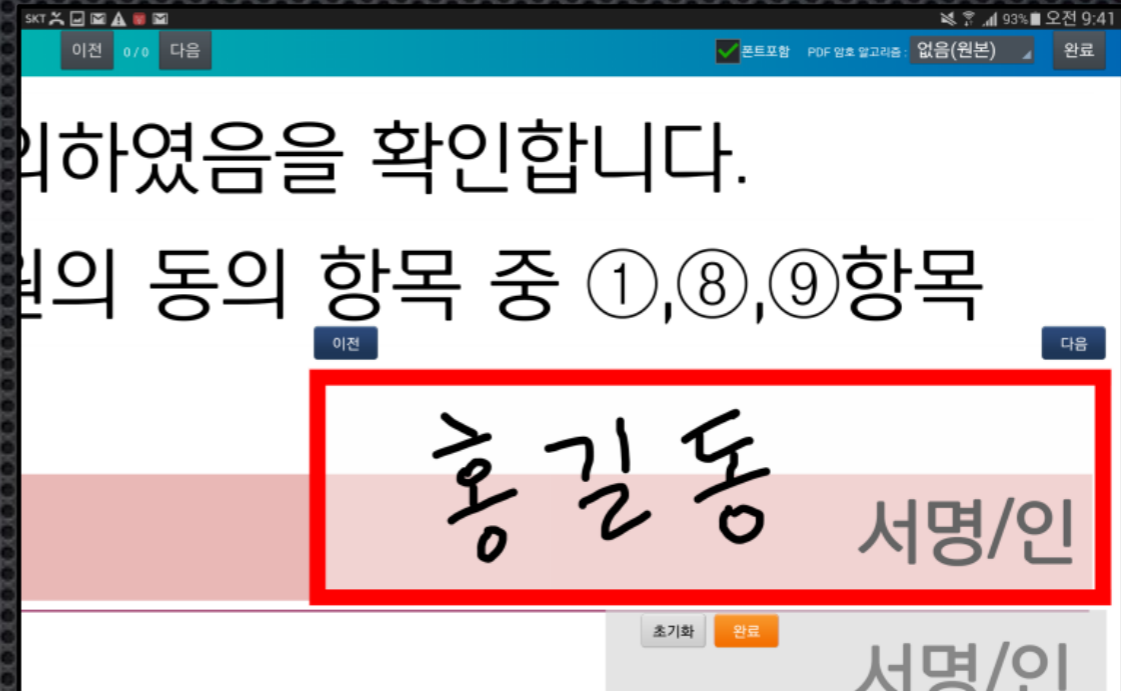 SKT 93% 오전 9:41
이전 0 / 0 다음 폰트포함 PDF 암호 알고리즘 : 없음(원본) 완료
의하였음을 확인합니다.
원의 동의 항목 중 ①,⑧,⑨항목
이전 다음
홍길동
서명/인
초기화 완료
서명/인